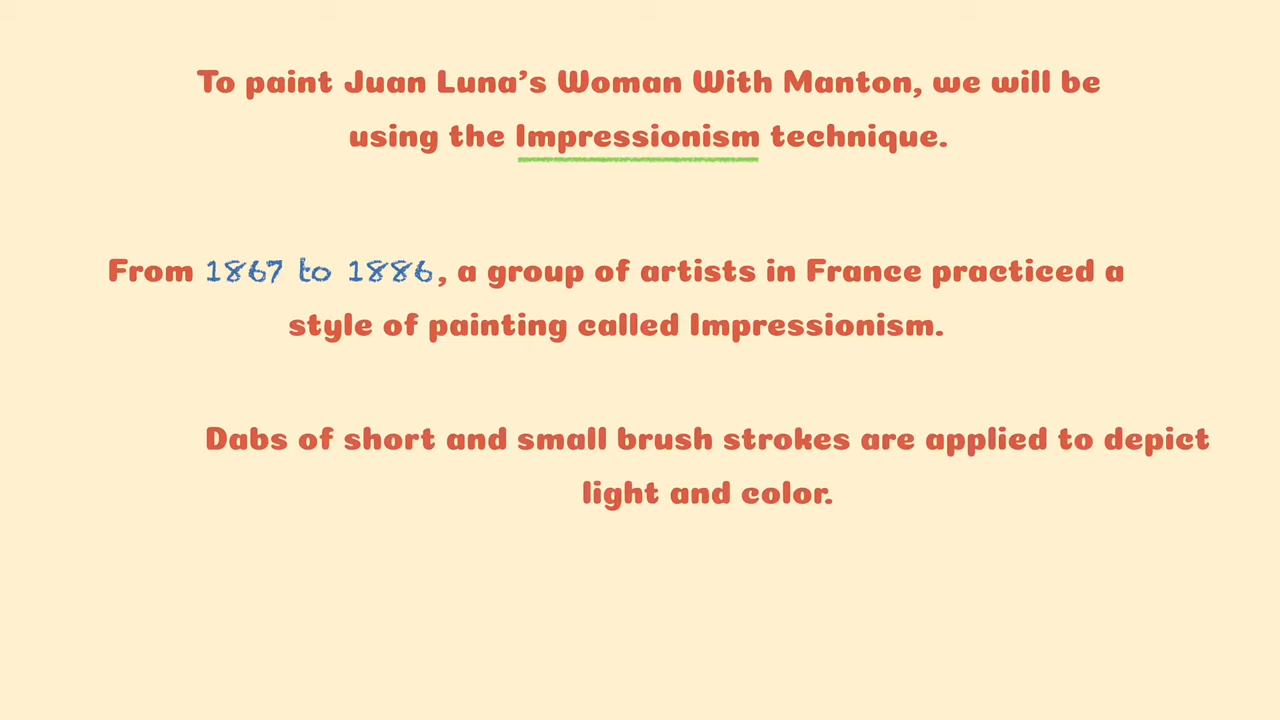 To paint Juan Luna’s Woman With Manton, we will be
using the Impressionism technique.
From 1867 to 1886, a group of artists in France practiced a
style of painting called Impressionism.
Dabs of short and small brush strokes are applied to depict
light and color.